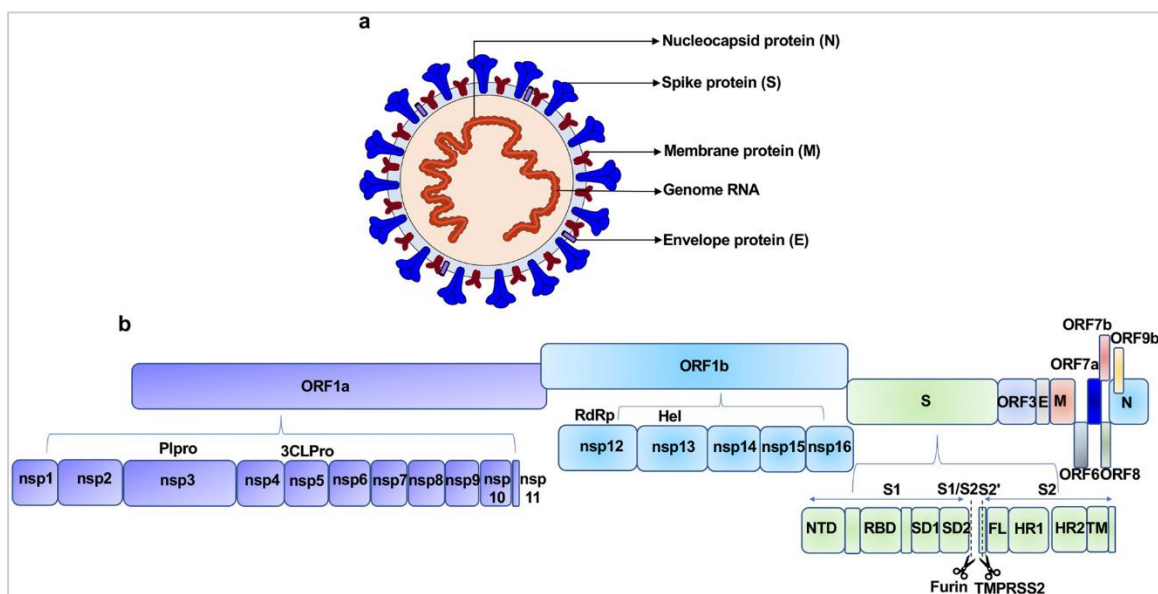 a
Nucleocapsid protein (N)
Spike protein (S)
Membrane protein (M)
Genome RNA
Envelope protein (E)
b
ORF7b
ORF9b
ORF7a
ORF1a
ORF1b
S
ORF3
E
M
N
RdRp
Hel
nsp12
nsp13
nsp14
nsp15
nsp16
Plpro
3CLPro
nsp1
nsp2
nsp3
nsp4
nsp5
nsp6
nsp7
nsp8
nsp9
nsp
10
nsp
11
ORF6
ORF8
S1
S1/S2
S2'
S2
NTD
RBD
SD1
SD2
FL
HR1
HR2
TM
Furin
TMPRSS2